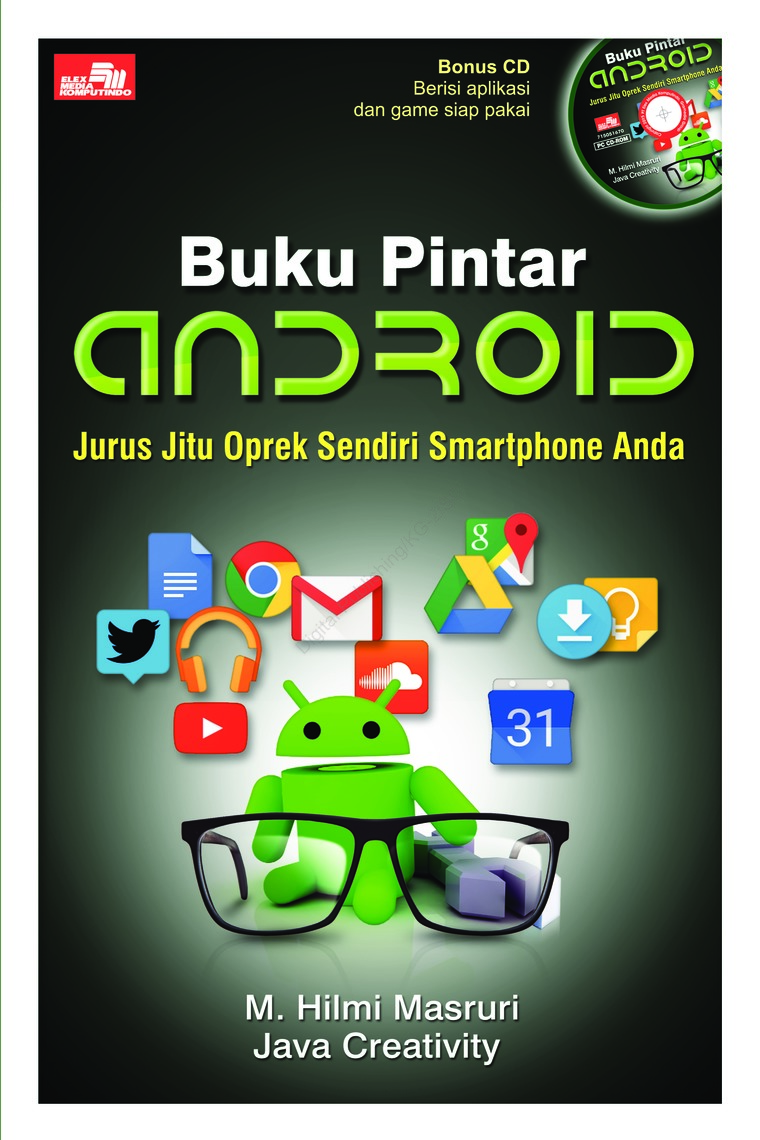 ELEX
MEDIA
KOMPUTINDO
Bonus CD
Berisi aplikasi
dan game siap pakai
Buku Pintar
ANDROID
Jurus Jitu Oprek Sendiri Smartphone Anda
715051670
PC CD-ROM
M. Hilmi Masruri
Java Creativity
Buku Pintar
ANDROID
Jurus Jitu Oprek Sendiri Smartphone Anda
g
31
M. Hilmi Masruri
Java Creativity